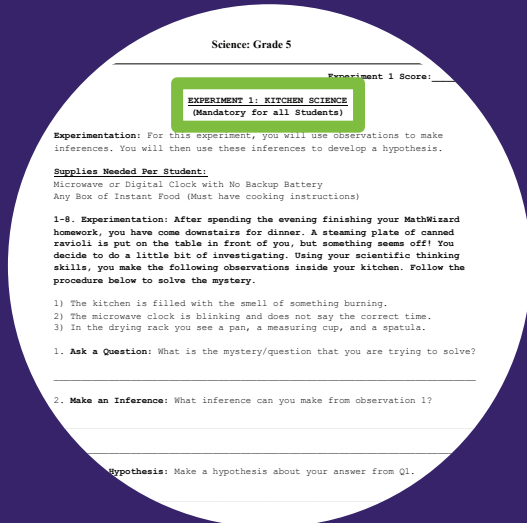 Science: Grade 5
Experiment 1 Score:____
EXPERIMENT 1: KITCHEN SCIENCE
(Mandatory for all Students)
Experimentation: For this experiment, you will use observations to make
inferences. You will then use these inferences to develop a hypothesis.
Supplies Needed Per Student:
Microwave or Digital Clock with No Backup Battery
Any Box of Instant Food (Must have cooking instructions)
1-8. Experimentation: After spending the evening finishing your MathWizard
homework, you have come downstairs for dinner. A steaming plate of canned
ravioli is put on the table in front of you, but something seems off! You
decide to do a little bit of investigating. Using your scientific thinking
skills, you make the following observations inside your kitchen. Follow the
procedure below to solve the mystery.
1) The kitchen is filled with the smell of something burning.
2) The microwave clock is blinking and does not say the correct time.
3) In the drying rack you see a pan, a measuring cup, and a spatula.
1. Ask a Question: What is the mystery/question that you are trying to solve?
2. Make an Inference: What inference can you make from observation 1?
Hypothesis: Make a hypothesis about your answer from Q1.